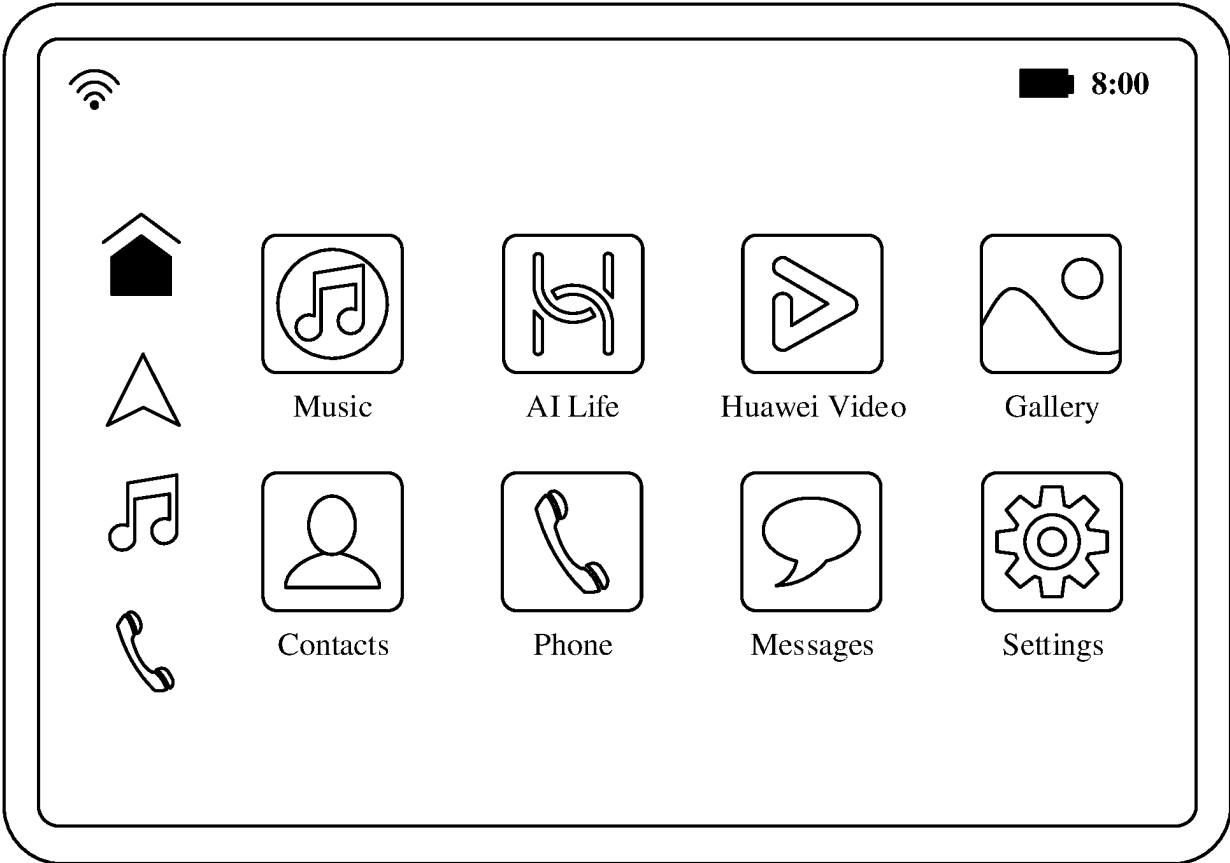 8:00
Music
AI Life
Huawei Video
Gallery
Contacts
Phone
Messages
Settings